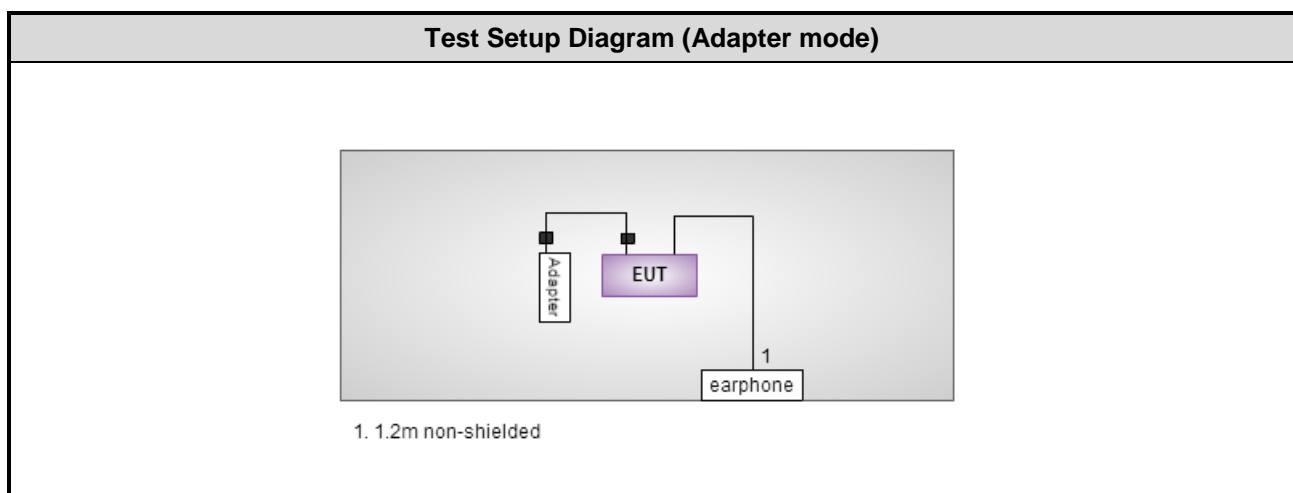 Test Setup Diagram (Adapter mode)
Adapter
EUT
1
earphone
1. 1.2m non-shielded